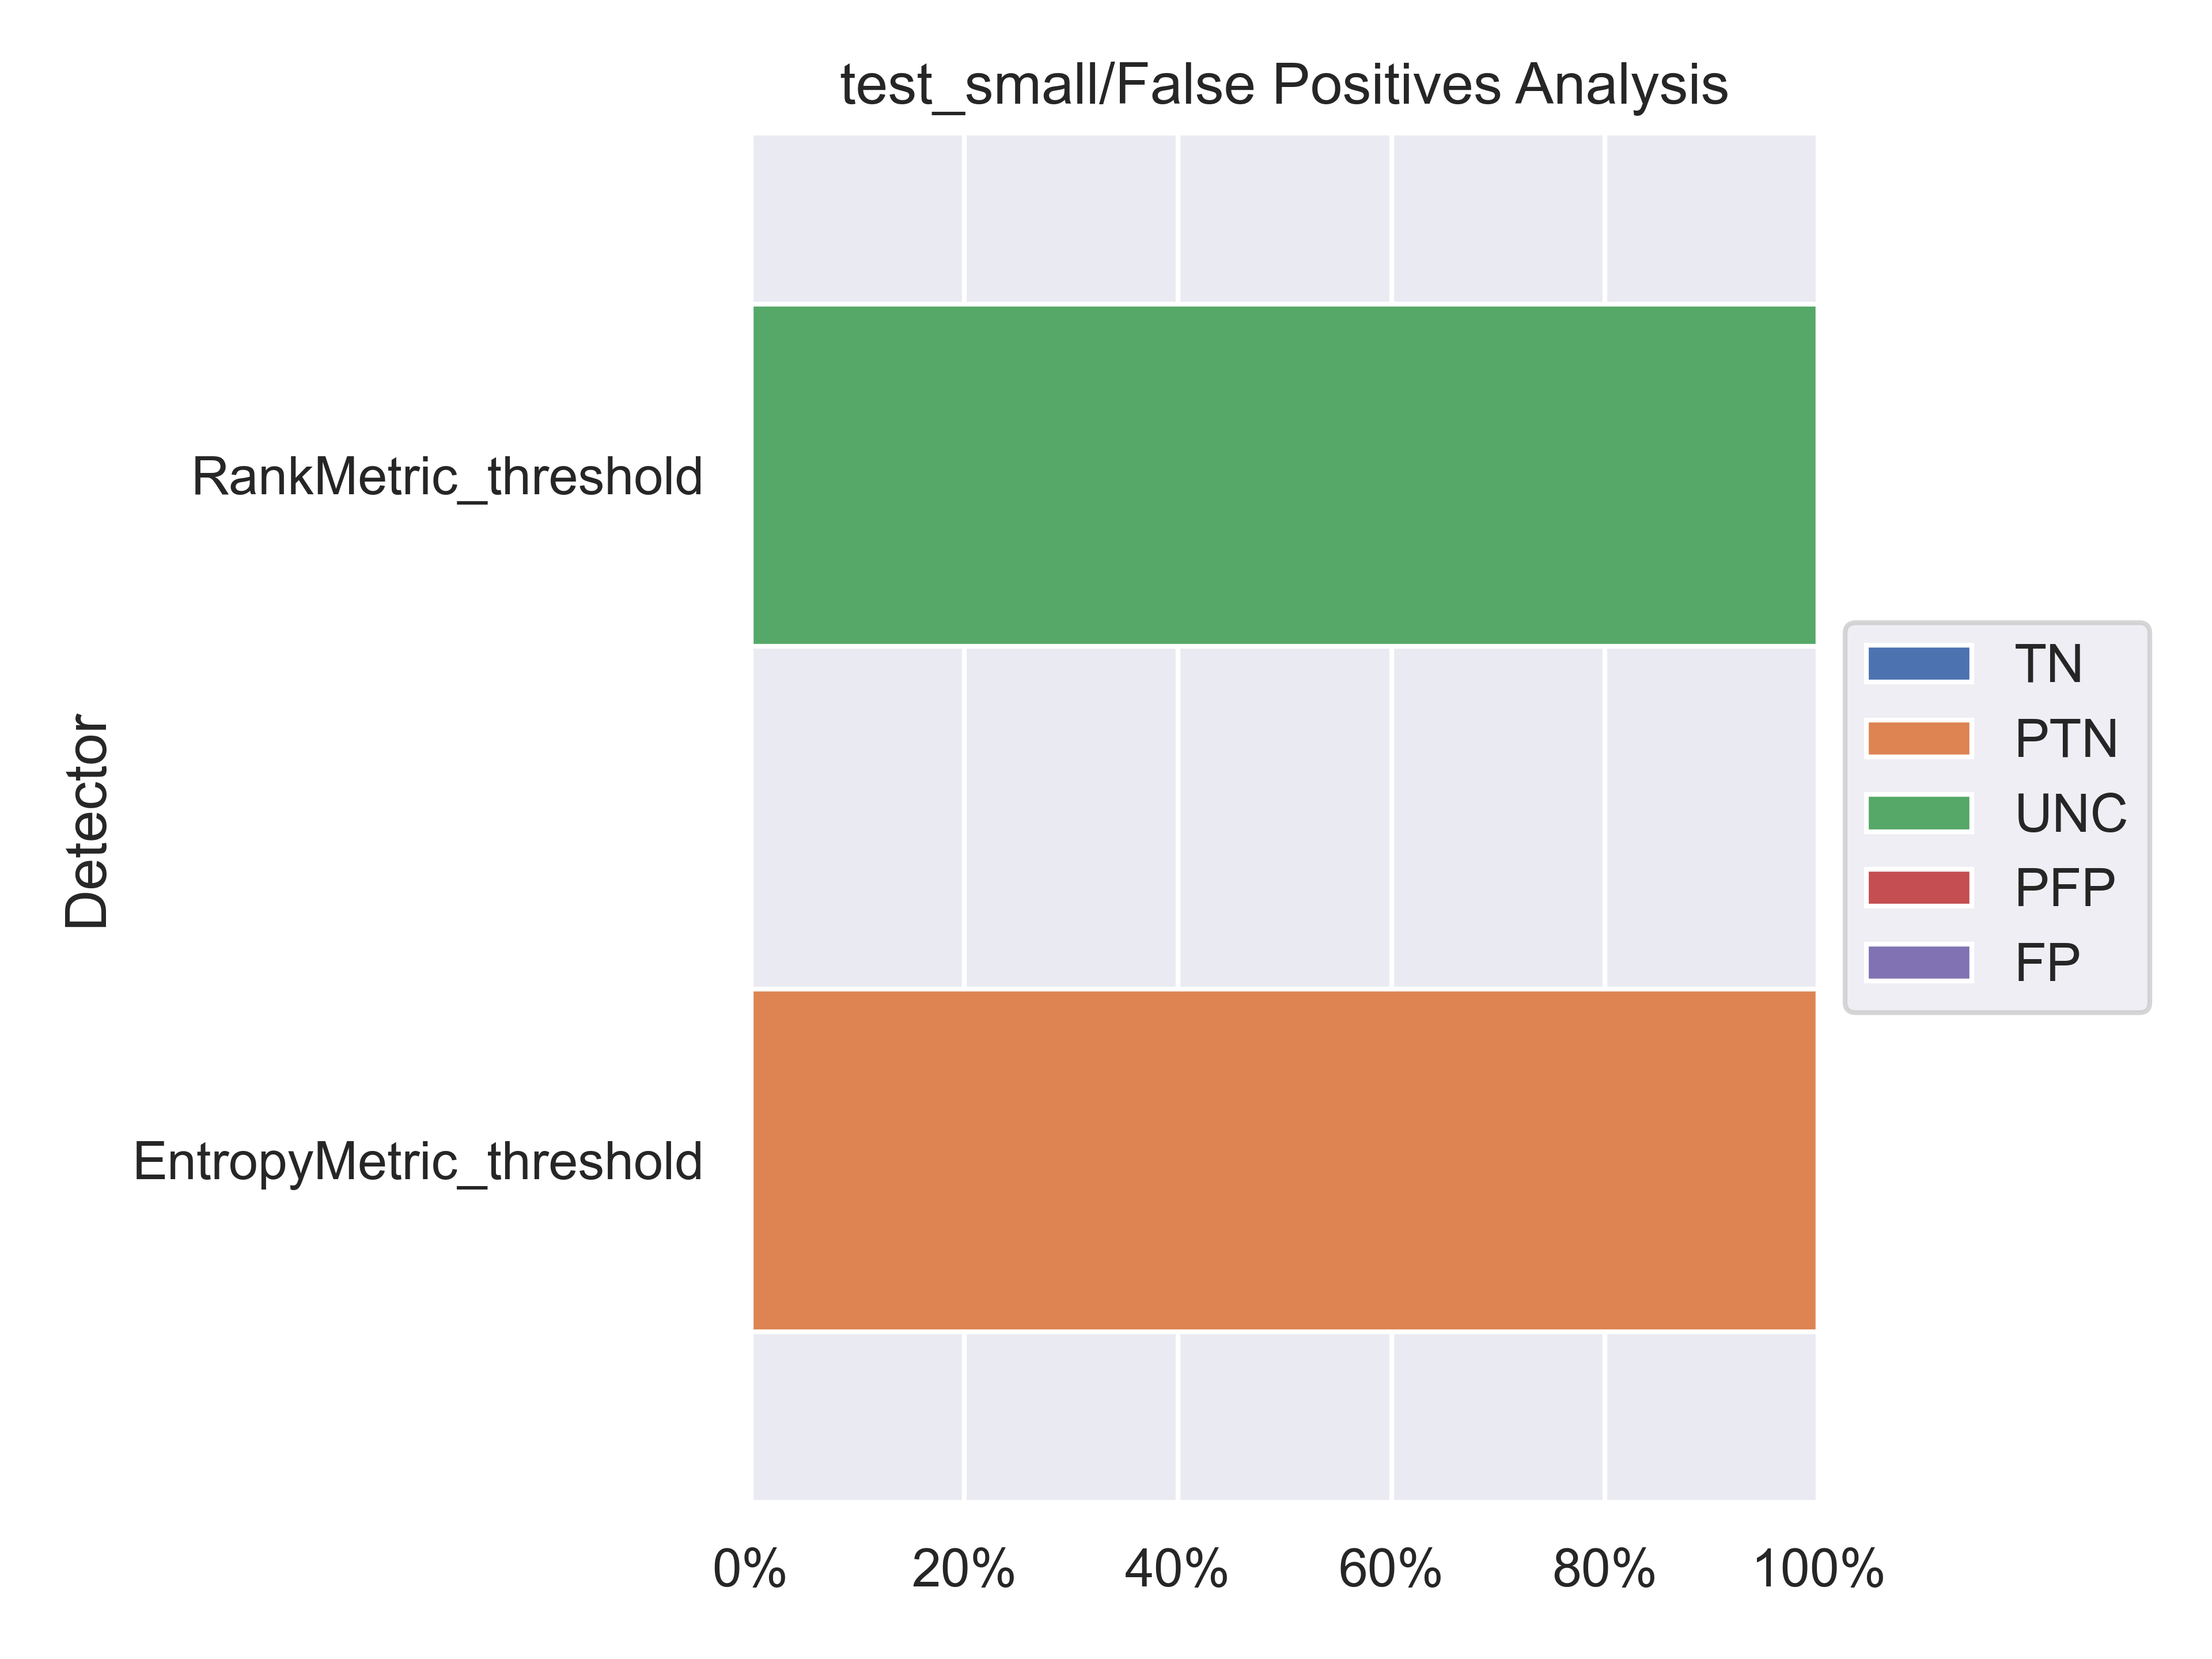 test_small/False Positives Analysis
RankMetric_threshold
EntropyMetric_threshold
Detector
0% 20% 40% 60% 80% 100%
TN
PTN
UNC
PFP
FP